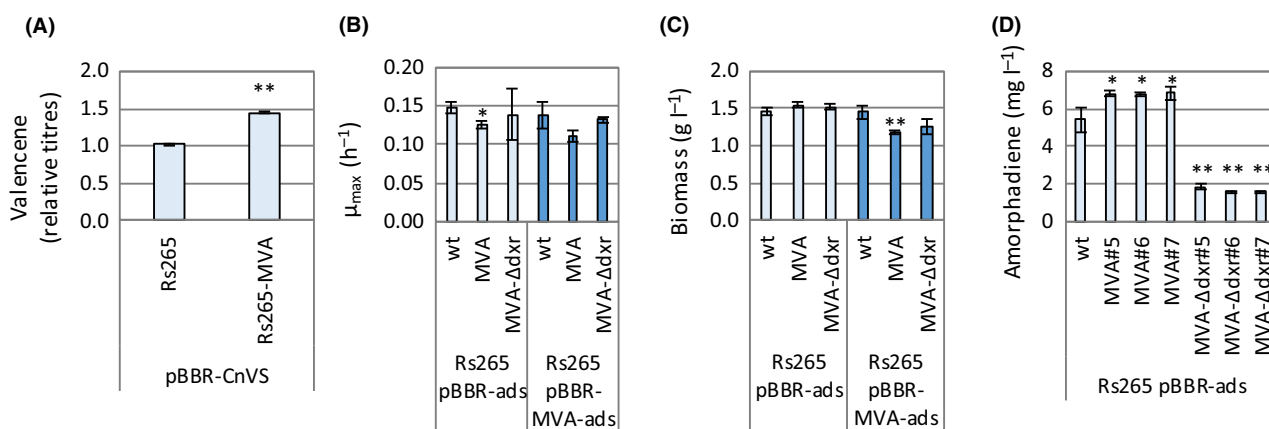 (A)
Valencene
(relative titres)
2.0
1.5
1.0
0.5
0.0
**
Rs265
Rs265-MVA
pBBR-CnVS
(B)
μmax (h–1)
0.20
0.15
0.10
0.05
0.00
*
wt
MVA
MVA-Δdxr
wt
MVA
MVA-Δdxr
Rs265
pBBR-ads
Rs265
pBBR-
MVA-ads
(C)
Biomass (g l–1)
2.0
1.5
1.0
0.5
0.0
**
wt
MVA
MVA-Δdxr
wt
MVA
MVA-Δdxr
Rs265
pBBR-ads
Rs265
pBBR-
MVA-ads
(D)
Amorphadiene (mg l–1)
8
6
4
2
0
* * *
** ** **
wt
MVA#5
MVA#6
MVA#7
MVA-Δdxr#5
MVA-Δdxr#6
MVA-Δdxr#7
Rs265 pBBR-ads